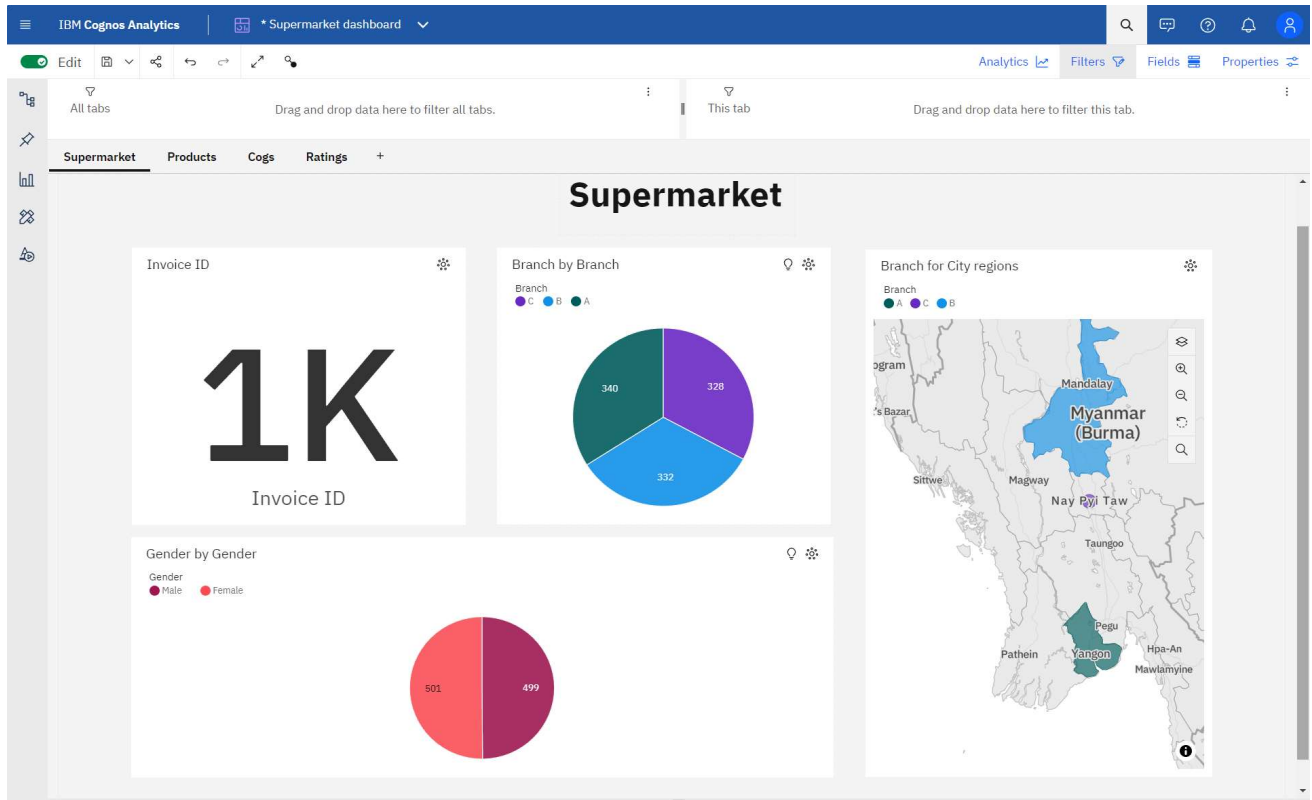 IBM Cognos Analytics
* Supermarket dashboard
Edit
Analytics
Filters
Fields
Properties
All tabs
Drag and drop data here to filter all tabs.
This tab
Drag and drop data here to filter this tab.
Supermarket Products Cogs Ratings +
Supermarket
Invoice ID
1K
Invoice ID
Branch by Branch
Branch
C B A
340
328
332
Branch for City regions
Branch
A C B
ogram
's Bazar
Mandalay
Myanmar
(Burma)
Sittwe
Magway
Nay Pyi Taw
Taungoo
Pegu
Pathein
Yangon
Hpa-An
Mawlamyine
Gender by Gender
Gender
Male Female
501
499